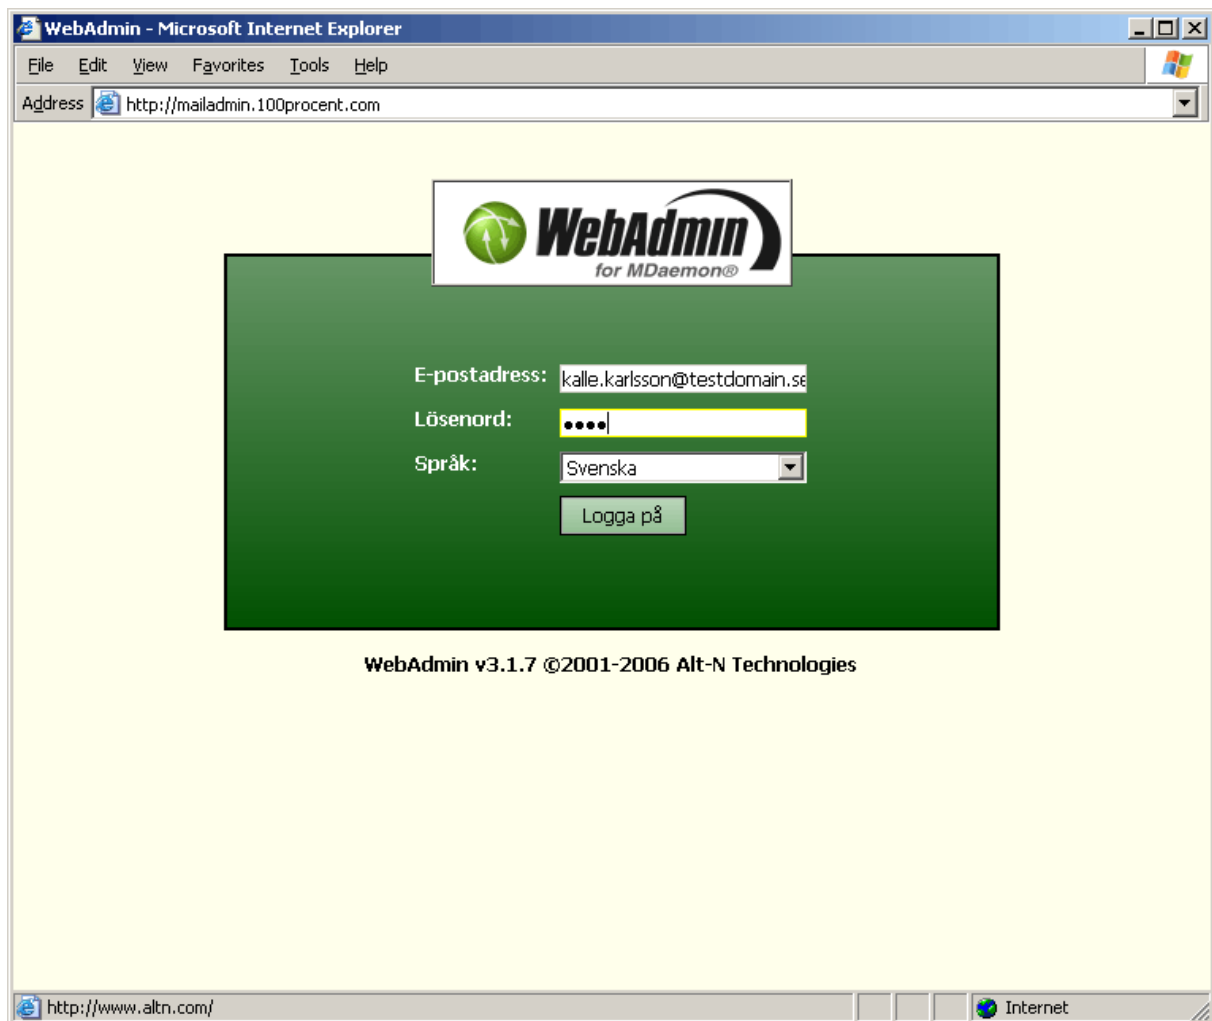 WebAdmin - Microsoft Internet Explorer
File Edit View Favorites Tools Help
Address http://mailadmin.100procent.com
WebAdmin
for MDaemon®
E-postadress: kalle.karlsson@testdomain.se
Lösenord: ●●●●
Språk: Svenska
Logga på
WebAdmin v3.1.7 ©2001-2006 Alt-N Technologies
http://www.altn.com/ Internet